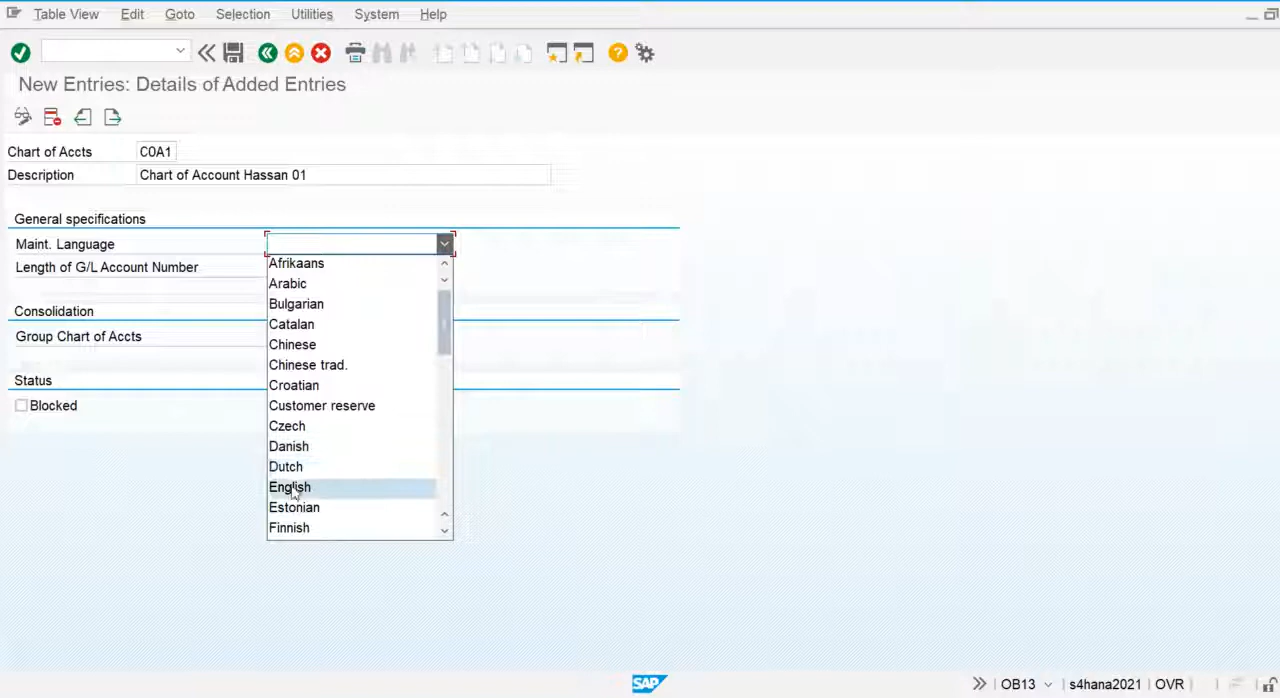 Table View Edit Goto Selection Utilities System Help
New Entries: Details of Added Entries
Chart of Accts COA1
Description Chart of Account Hassan 01
General specifications
Maint. Language
Length of G/L Account Number
Consolidation
Group Chart of Accts
Status
Blocked
Afrikaans
Arabic
Bulgarian
Catalan
Chinese
Chinese trad.
Croatian
Customer reserve
Czech
Danish
Dutch
English
Estonian
Finnish
SAP
OB13 s4hana2021 OVR